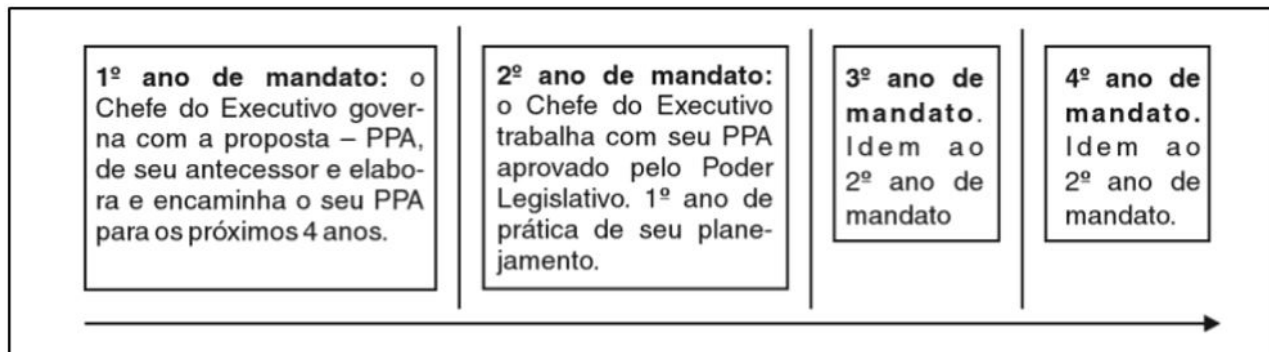 1º ano de mandato: o
Chefe do Executivo gover-
na com a proposta – PPA,
de seu antecessor e elabo-
ra e encaminha o seu PPA
para os próximos 4 anos.
2º ano de mandato:
o Chefe do Executivo
trabalha com seu PPA
aprovado pelo Poder
Legislativo. 1º ano de
prática de seu plane-
jamento.
3º ano de
mandato.
Idem ao
2º ano de
mandato
4º ano de
mandato.
Idem ao
2º ano de
mandato.